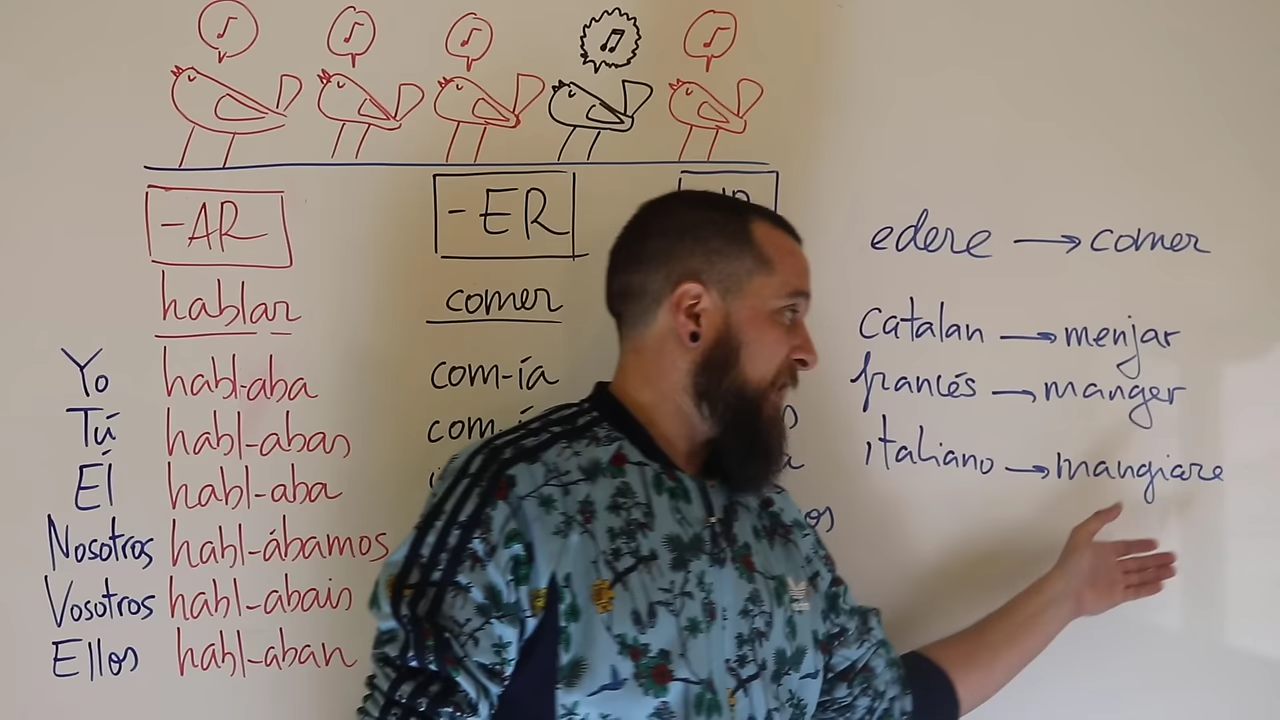 -AR
-ER
hablar
comer
Yo habl-aba com-ía
Tú habl-abas
Él habl-aba
Nosotros habl-ábamos
Vosotros habl-abais
Ellos habl-aban
edere → comer
Catalan → menjar
francés → manger
italiano → mangiare